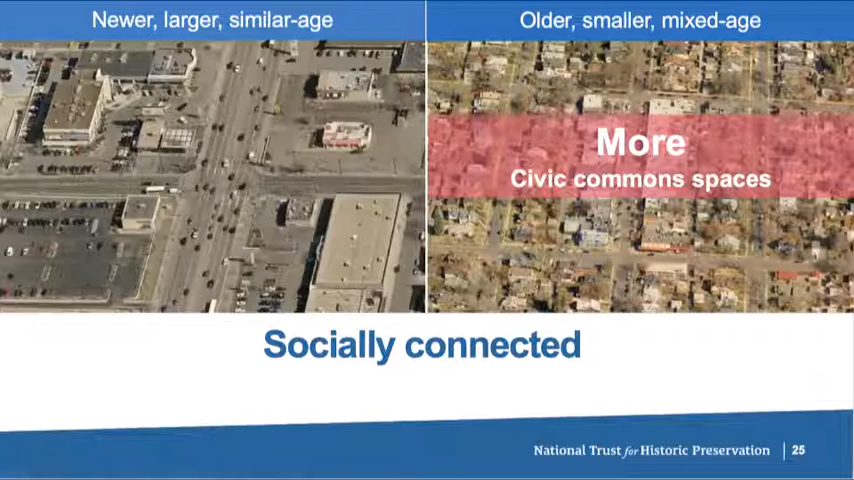 Newer, larger, similar-age
Older, smaller, mixed-age
More
Civic commons spaces
Socially connected
National Trust for Historic Preservation
25